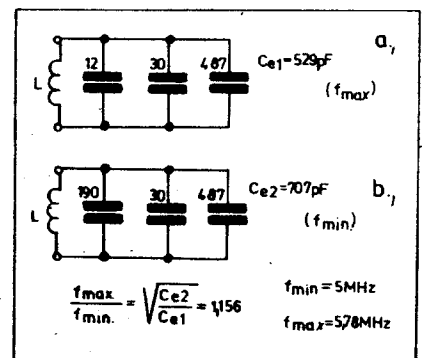 a.,
12 30 487 Ce1=529pF
L (fmax)
b.,
190 30 487 Ce2=707pF
L (fmin)
fmax / fmin. = √Ce2/Ce1 = 1,156
fmin=5MHz
fmax=5,78MHz